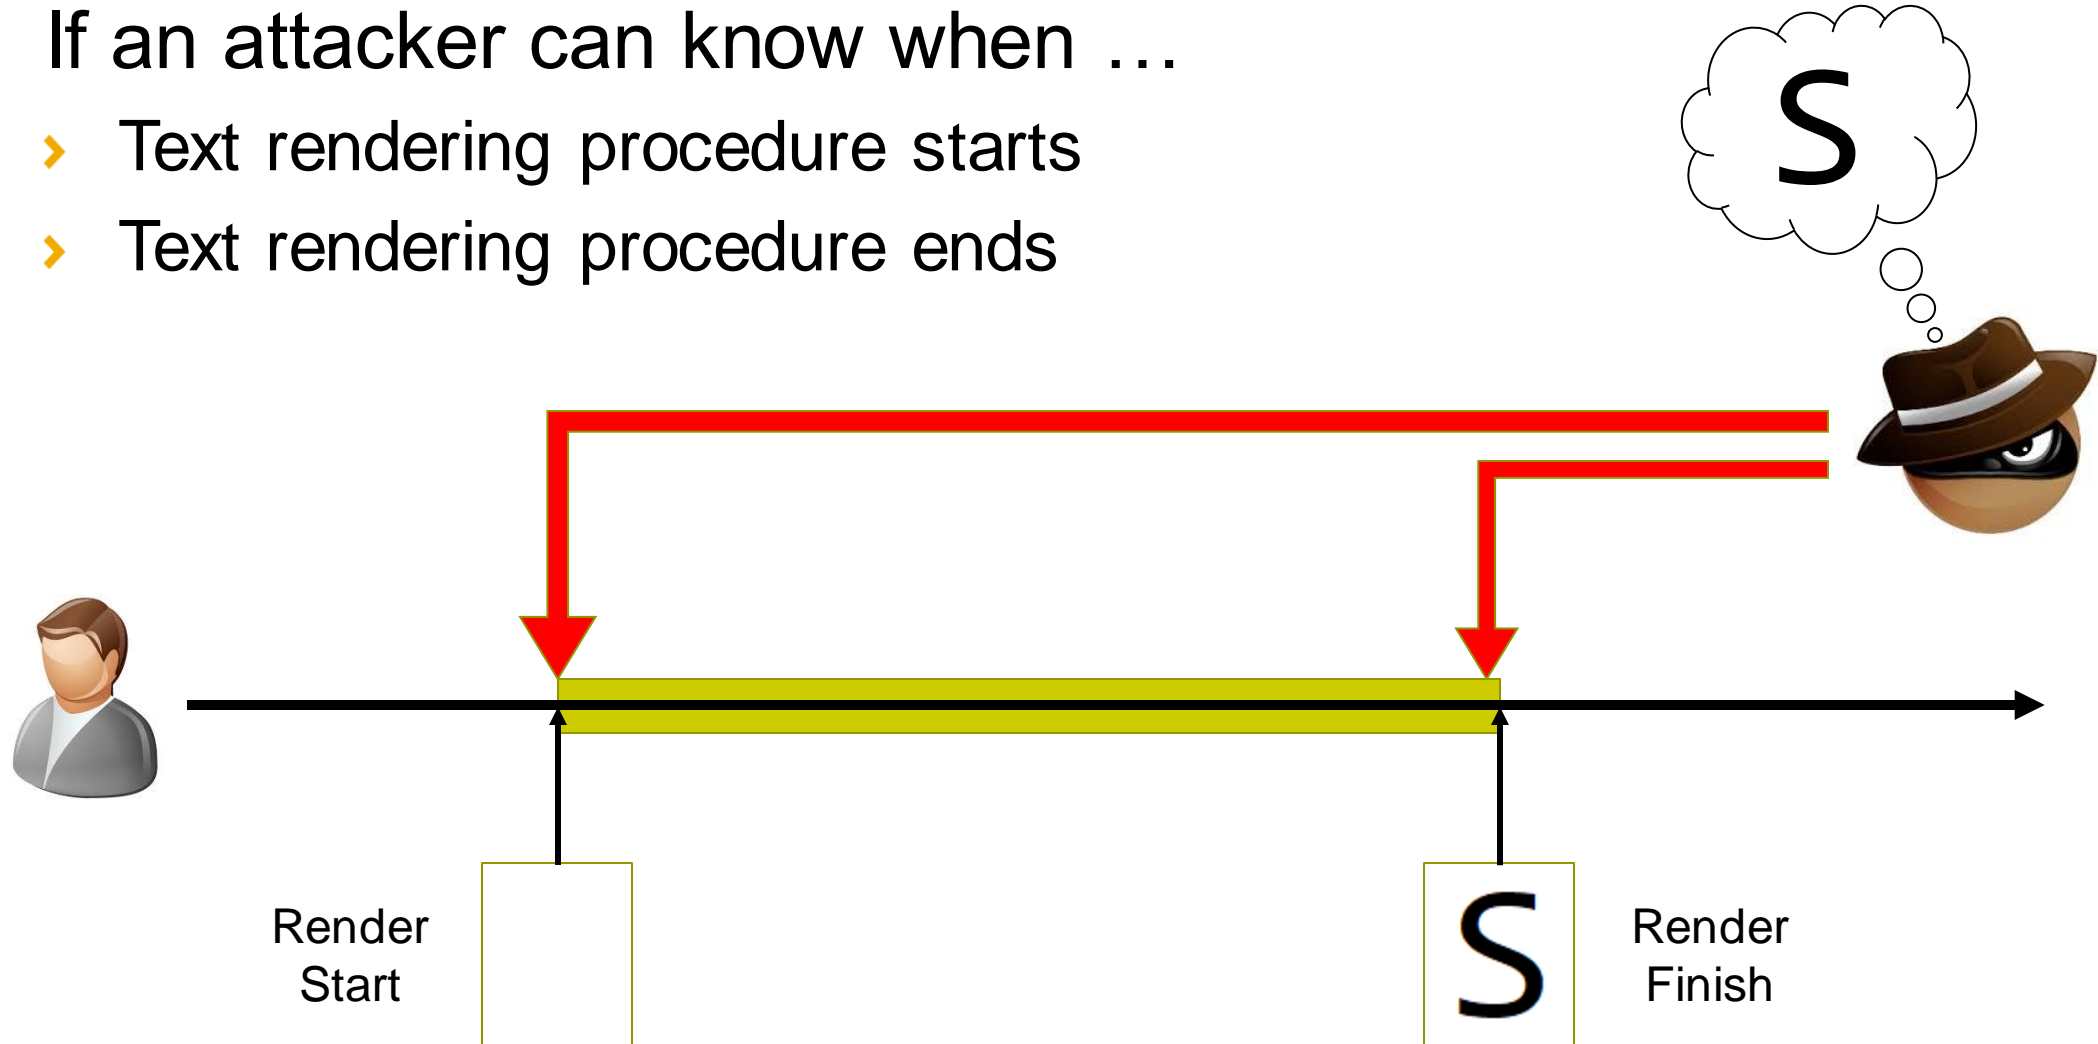 If an attacker can know when …
Text rendering procedure starts
Text rendering procedure ends
S
Render
Start
S
Render
Finish